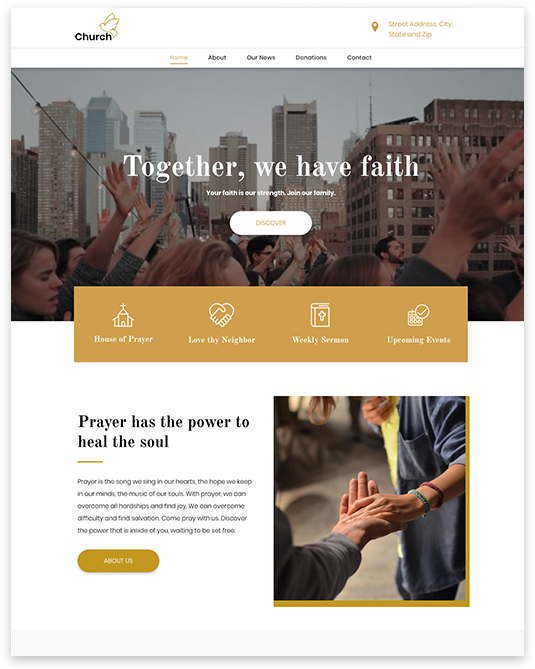 Church
Street Address, City,
State and Zip
Home About Our News Donations Contact
Together, we have faith
Your faith is our strength. Join our family.
DISCOVER
House of Prayer Love thy Neighbor Weekly Sermon Upcoming Events
Prayer has the power to
heal the soul
Prayer is the song we sing in our hearts, the hope we keep
in our minds, the music of our souls. With prayer, we can
overcome all hardships and find joy. We can overcome
difficulty and find salvation. Come pray with us. Discover
the power that is inside of you, waiting to be set free.
ABOUT US